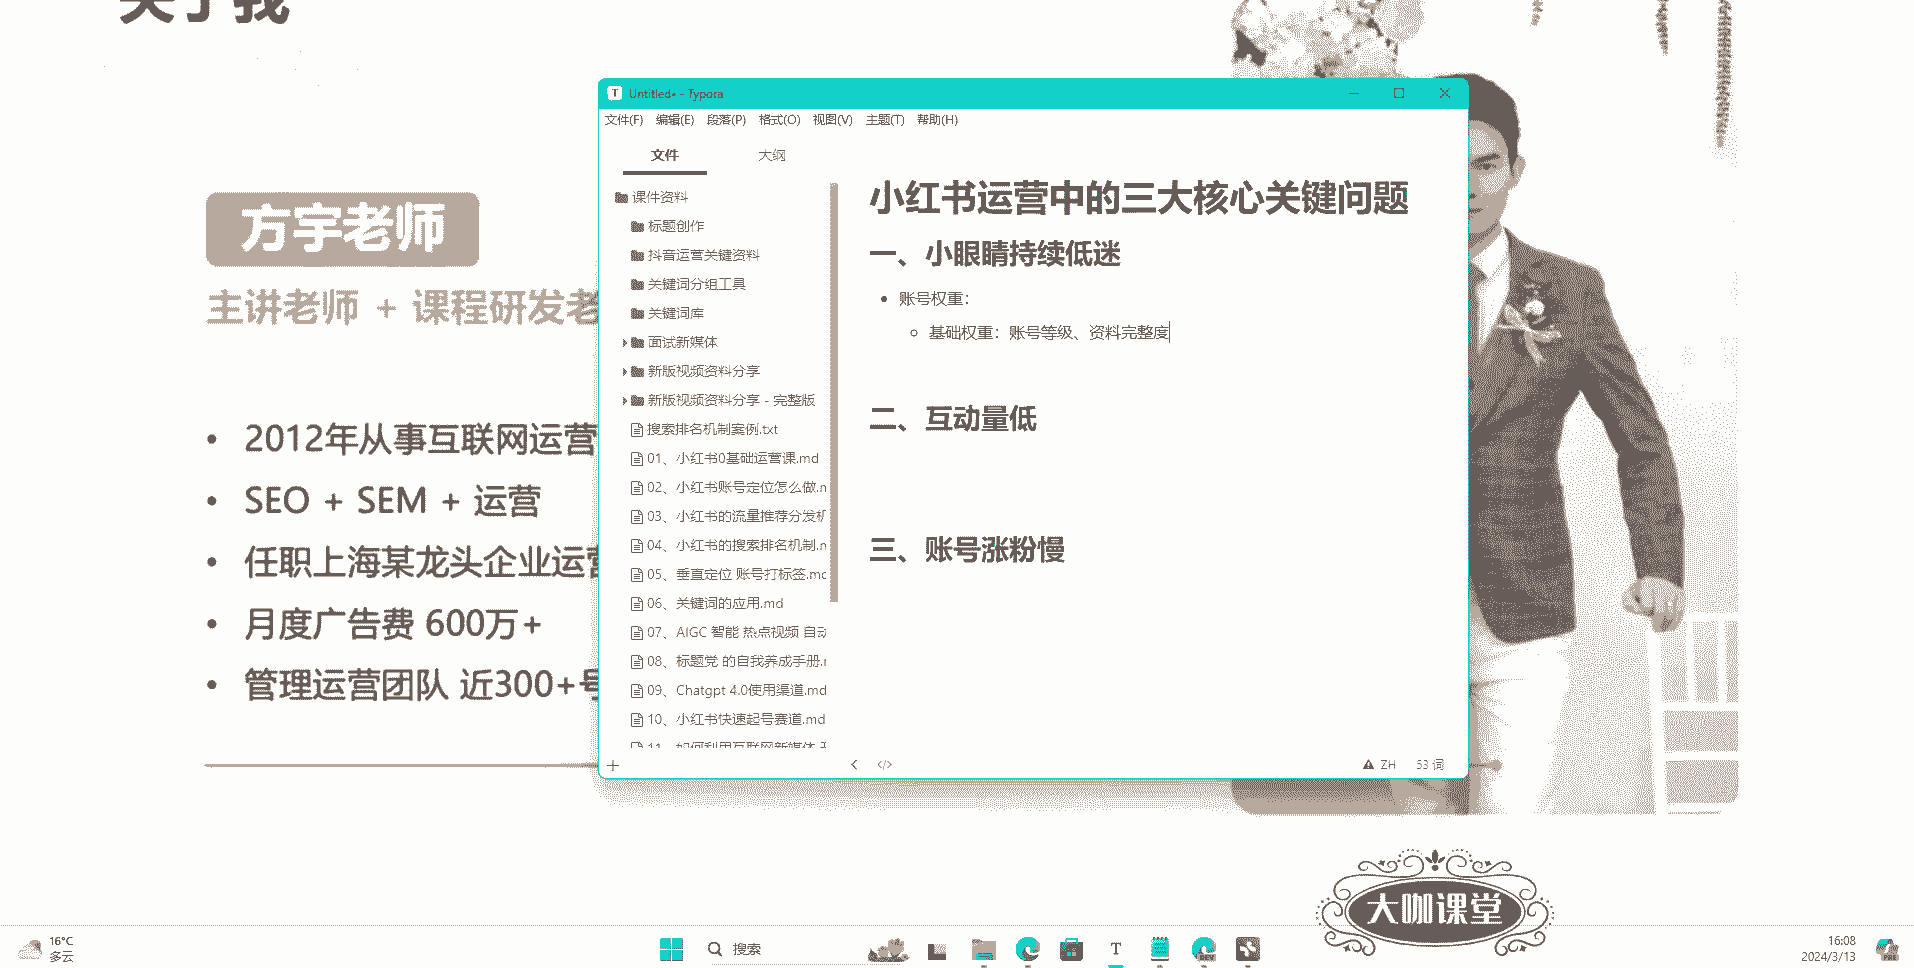 关于我
方宇老师
主讲老师 + 课程研发老
2012年从事互联网运营
SEO + SEM + 运营
任职上海某龙头企业运营
月度广告费 600万+
管理运营团队 近300+号
Untitled• - Typora
文件(F) 编辑(E) 段落(P) 格式(O) 视图(V) 主题(T) 帮助(H)
文件 大纲
课件资料
标题创作
抖音运营关键资料
关键词分组工具
关键词库
面试新媒体
新版视频资料分享
新版视频资料分享 - 完整版
搜索排名机制案例.txt
01、小红书0基础运营课.md
02、小红书账号定位怎么做.m
03、小红书的流量推荐分发机
04、小红书的搜索排名机制.m
05、垂直定位 账号打标签.md
06、关键词的应用.md
07、AIGC 智能 热点视频 自动
08、标题党 的自我养成手册.m
09、Chatgpt 4.0使用渠道.md
10、小红书快速起号赛道.md
11、如何利用互联网新媒体
小红书运营中的三大核心关键问题
一、小眼睛持续低迷
账号权重：
基础权重：账号等级、资料完整度
二、互动量低
三、账号涨粉慢
ZH 53 词
大咖课堂
16°C
多云
搜索
16:08
2024/3/13